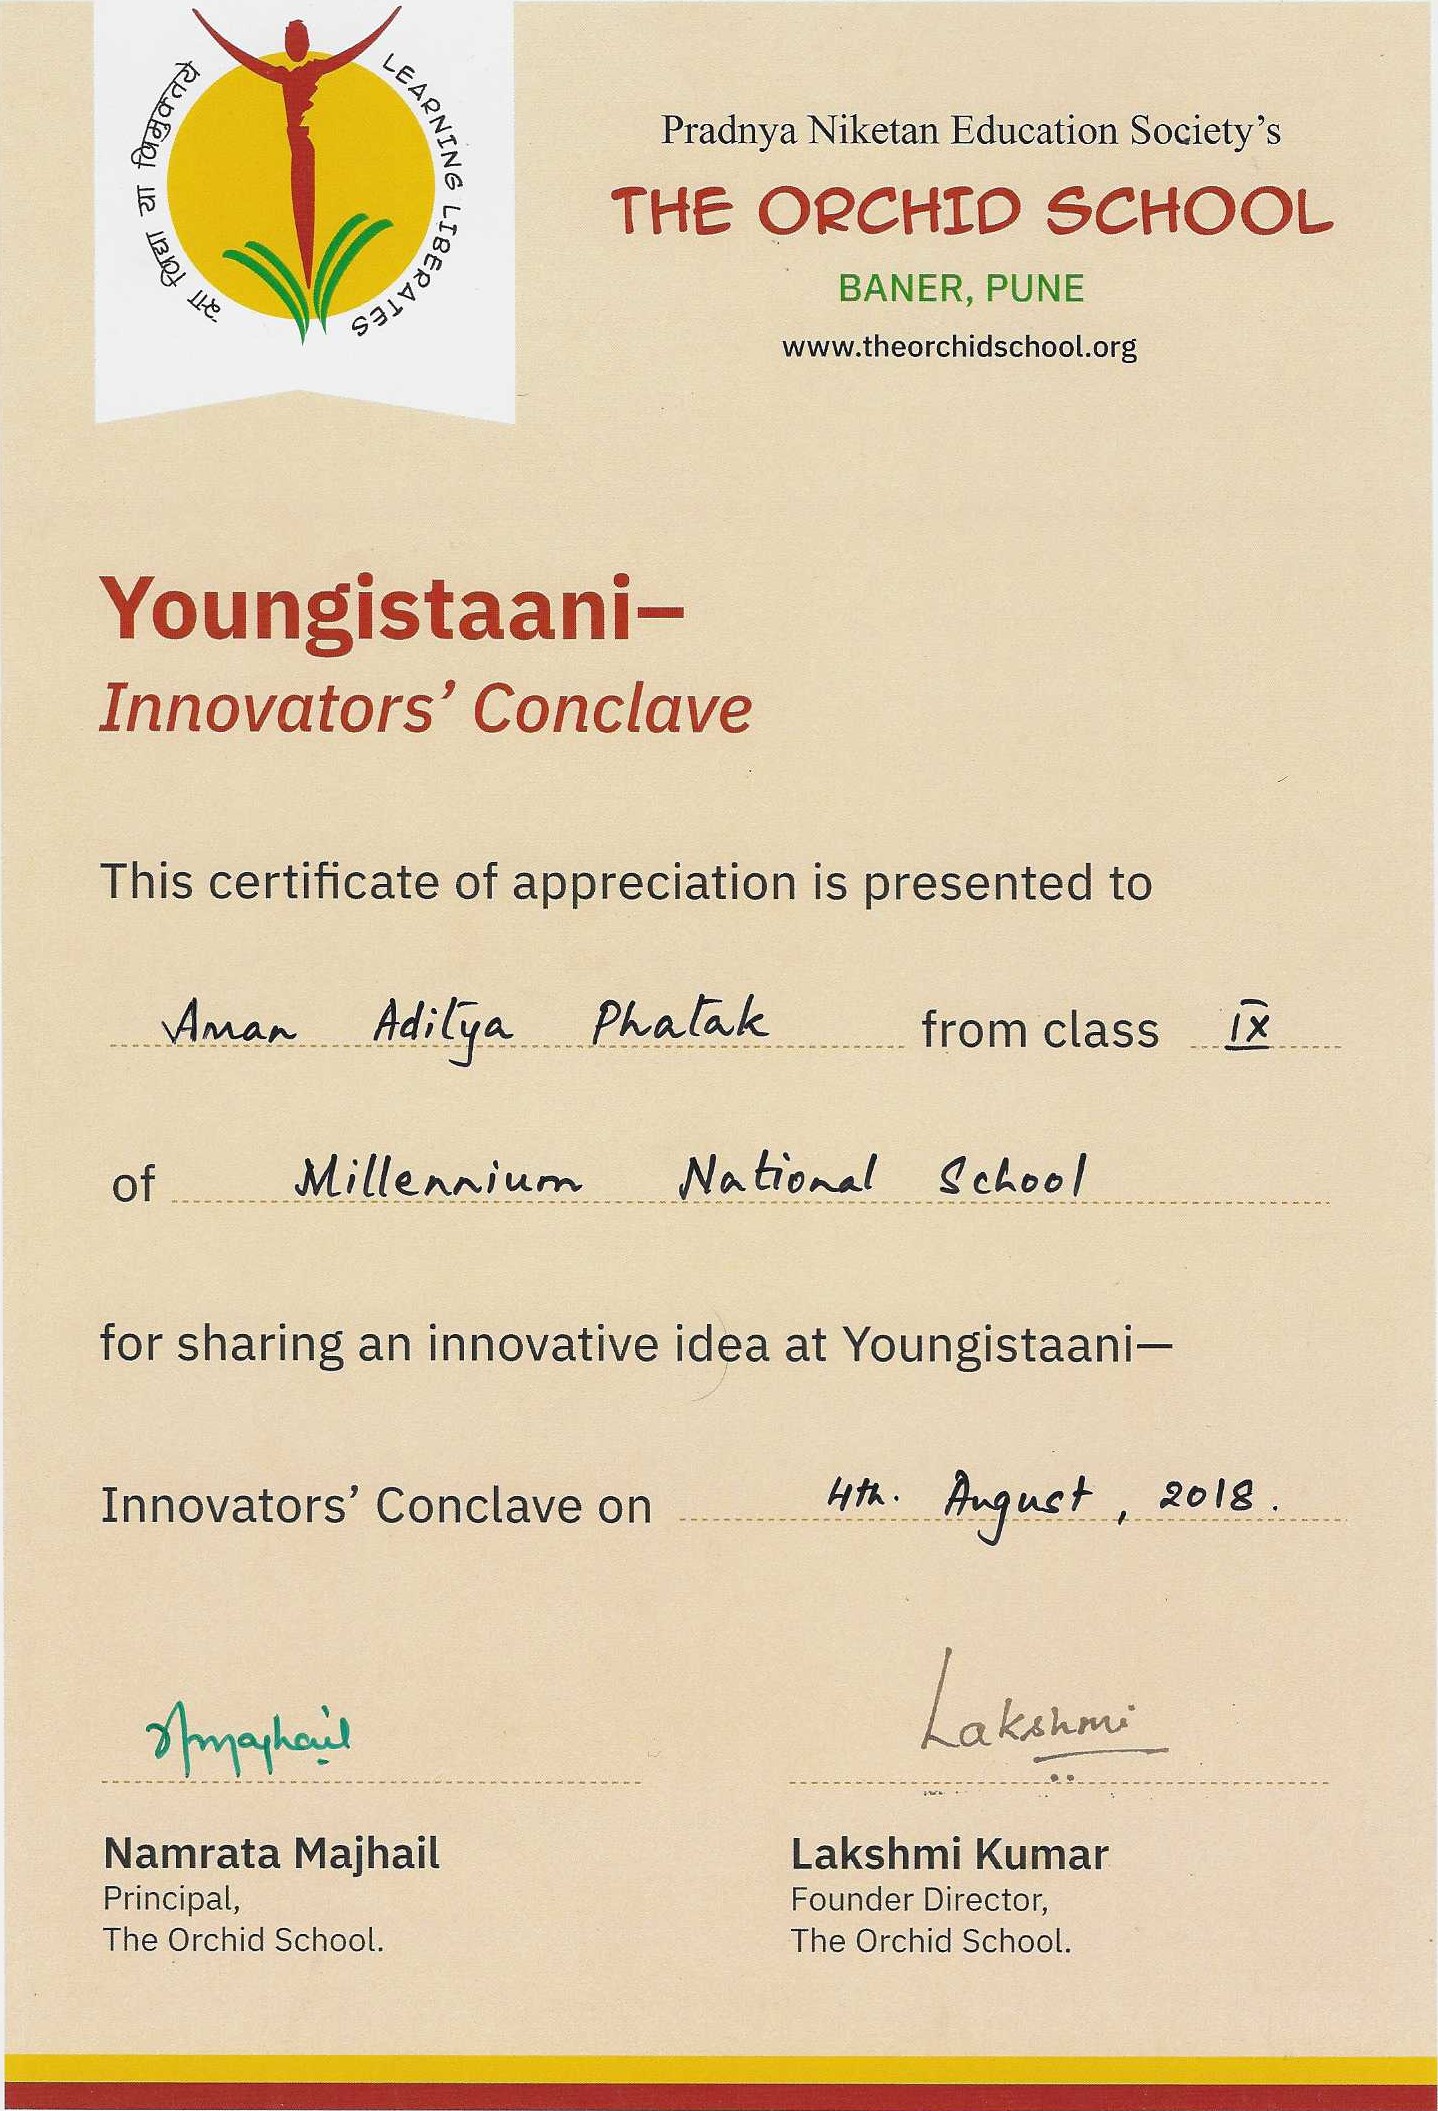 सा विद्या या विमुक्तये
LEARNING LIBERATES
Pradnya Niketan Education Society's
THE ORCHID SCHOOL
BANER, PUNE
www.theorchidschool.org
Youngistaani–
Innovators' Conclave
This certificate of appreciation is presented to
Aman Aditya Phatak from class IX
of Millennium National School
for sharing an innovative idea at Youngistaani—
Innovators' Conclave on 4th. August, 2018.
Nmajhail
Lakshmi
Namrata Majhail
Principal,
The Orchid School.
Lakshmi Kumar
Founder Director,
The Orchid School.